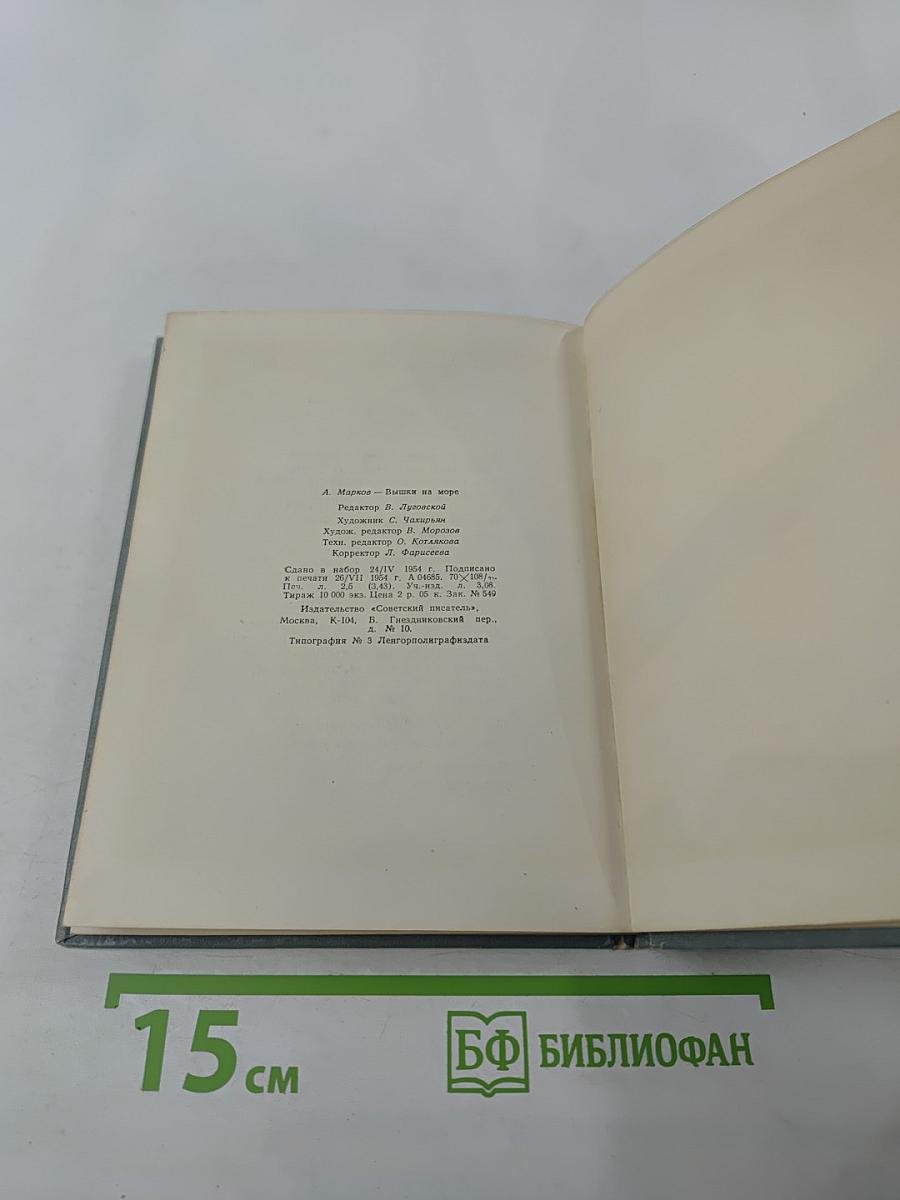 А. Марков — Вышки на море
Редактор В. Луговской
Художник С. Чахирьян
Худож. редактор В. Морозов
Техн. редактор О. Котлякова
Корректор Л. Фарисеева
Сдано в набор 24/IV 1954 г. Подписано
к печати 26/VII 1954 г. А 04685. 70×108/₃₂.
Печ. л. 2,5 (3,43). Уч.-изд. л. 3,08.
Тираж 10 000 экз. Цена 2 р. 05 к. Зак. № 549
Издательство «Советский писатель»,
Москва, К-104, Б. Гнездниковский пер.,
д. № 10.
Типография № 3 Ленгорполиграфиздата
15 см
БФ БИБЛИОФАН